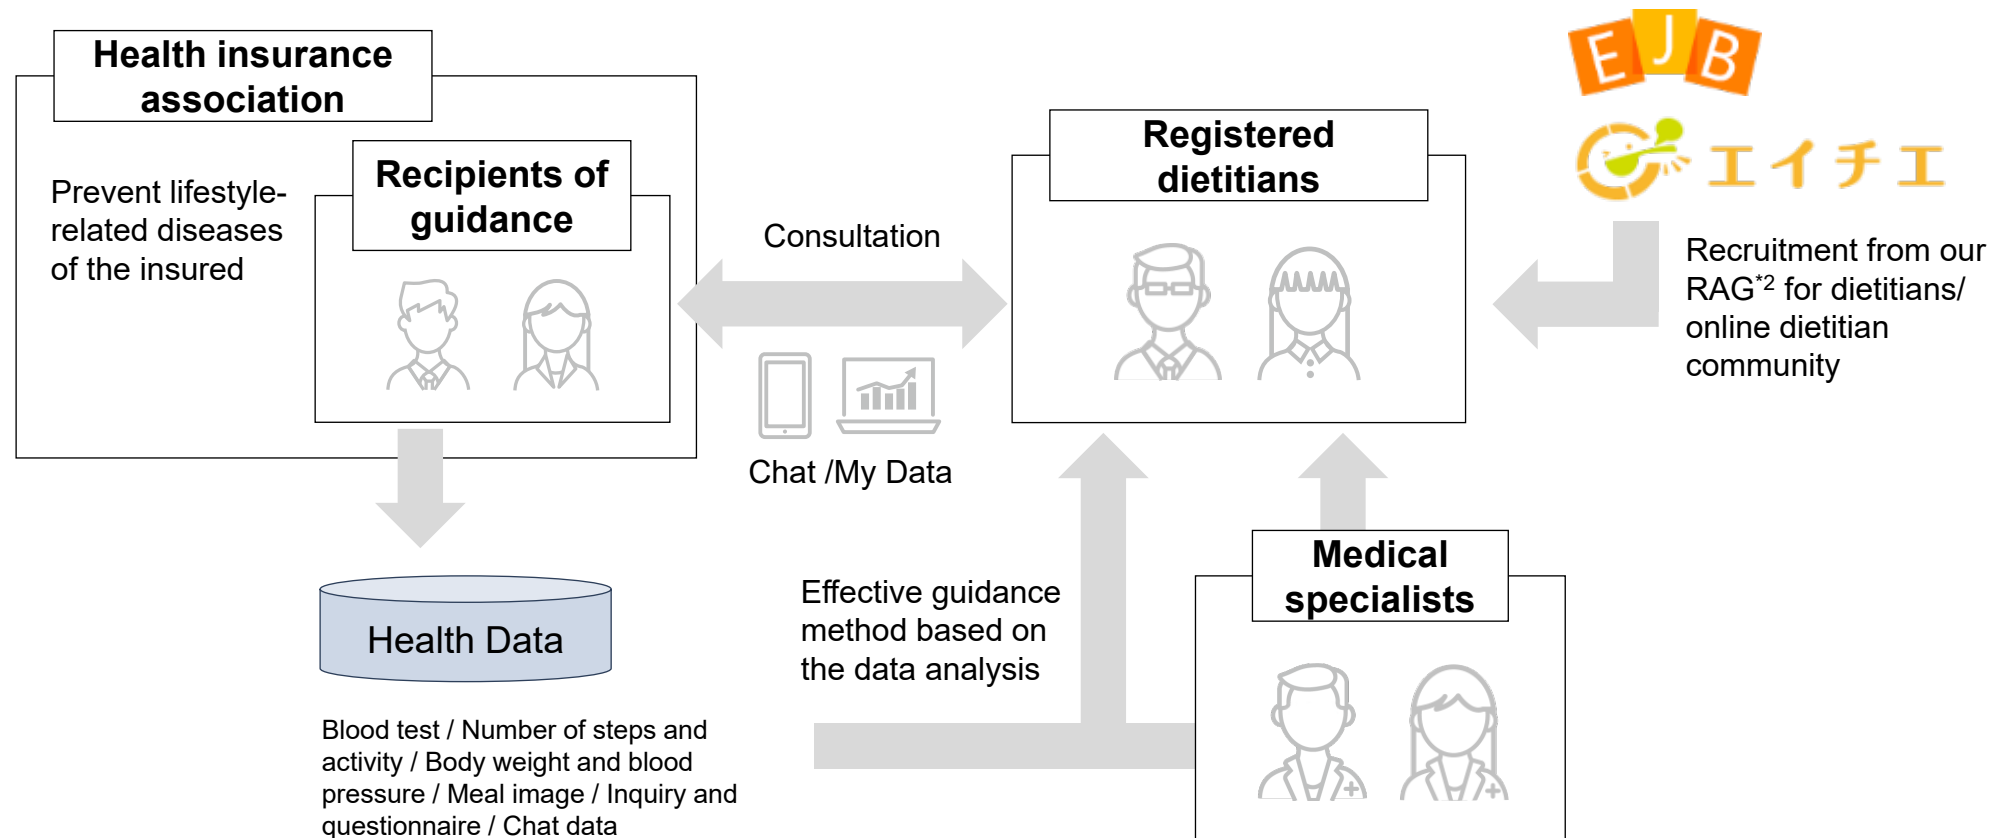 Health insurance
association
Prevent lifestyle-
related diseases
of the insured
Recipients of
guidance
Consultation
Chat /My Data
Registered
dietitians
EJB
エイチエ
Recruitment from our
RAG*2 for dietitians/
online dietitian
community
Health Data
Blood test / Number of steps and
activity / Body weight and blood
pressure / Meal image / Inquiry and
questionnaire / Chat data
Effective guidance
method based on
the data analysis
Medical
specialists